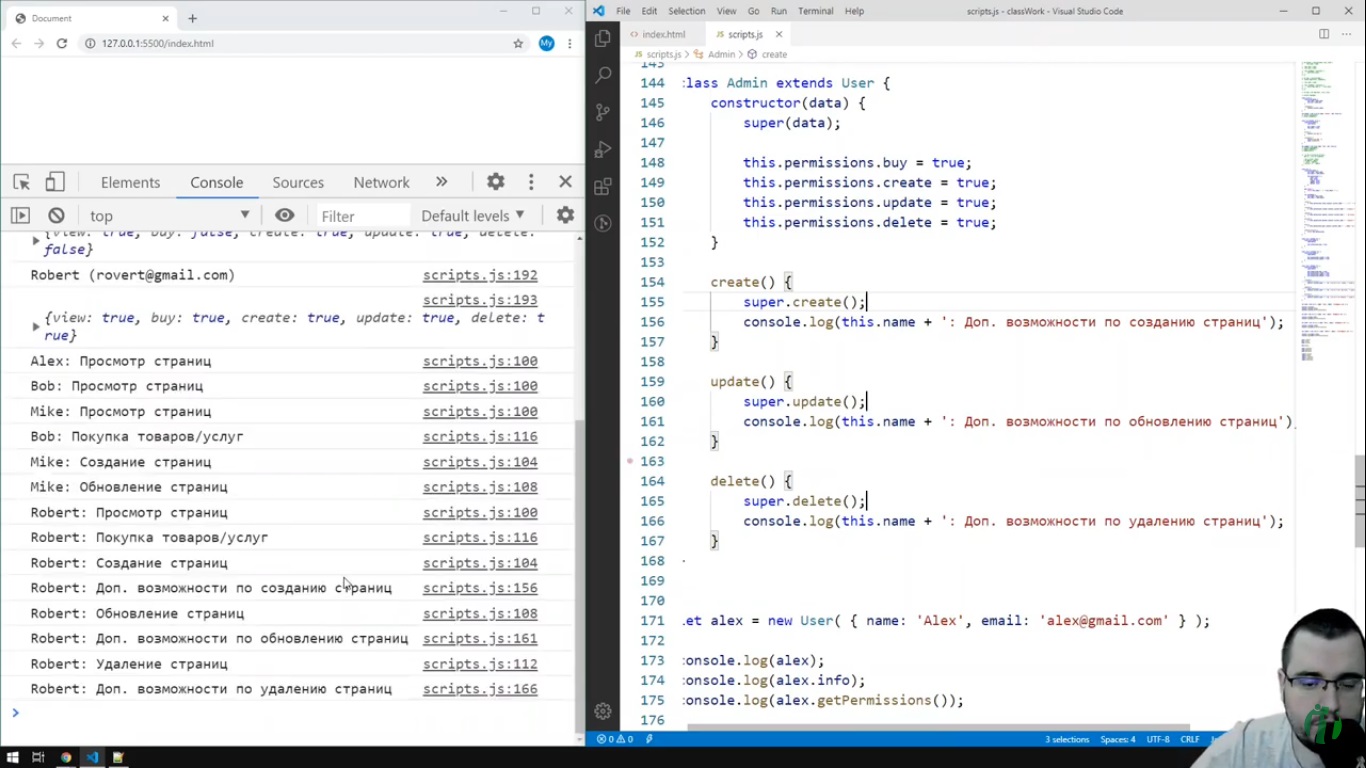 Document
127.0.0.1:5500/index.html
My
Elements Console Sources Network »
top Filter Default levels
{view: true, buy: false, create: true, update: true, delete:
false}
Robert (rovert@gmail.com) scripts.js:192
scripts.js:193
{view: true, buy: true, create: true, update: true, delete: t
rue}
Alex: Просмотр страниц scripts.js:100
Bob: Просмотр страниц scripts.js:100
Mike: Просмотр страниц scripts.js:100
Bob: Покупка товаров/услуг scripts.js:116
Mike: Создание страниц scripts.js:104
Mike: Обновление страниц scripts.js:108
Robert: Просмотр страниц scripts.js:100
Robert: Покупка товаров/услуг scripts.js:116
Robert: Создание страниц scripts.js:104
Robert: Доп. возможности по созданию страниц scripts.js:156
Robert: Обновление страниц scripts.js:108
Robert: Доп. возможности по обновлению страниц scripts.js:161
Robert: Удаление страниц scripts.js:112
Robert: Доп. возможности по удалению страниц scripts.js:166
>
File Edit Selection View Go Run Terminal Help scripts.js - classWork - Visual Studio Code
<> index.html JS scripts.js
JS scripts.js > Admin > create
143
144 class Admin extends User {
145 constructor(data) {
146 super(data);
147
148 this.permissions.buy = true;
149 this.permissions.create = true;
150 this.permissions.update = true;
151 this.permissions.delete = true;
152 }
153
154 create() {
155 super.create();
156 console.log(this.name + ': Доп. возможности по созданию страниц');
157 }
158
159 update() {
160 super.update();
161 console.log(this.name + ': Доп. возможности по обновлению страниц')
162 }
163
164 delete() {
165 super.delete();
166 console.log(this.name + ': Доп. возможности по удалению страниц');
167 }
168
169
170
171 let alex = new User( { name: 'Alex', email: 'alex@gmail.com' } );
172
173 console.log(alex);
174 console.log(alex.info);
175 console.log(alex.getPermissions());
176
0 0 3 selections Spaces: 4 UTF-8 CRLF